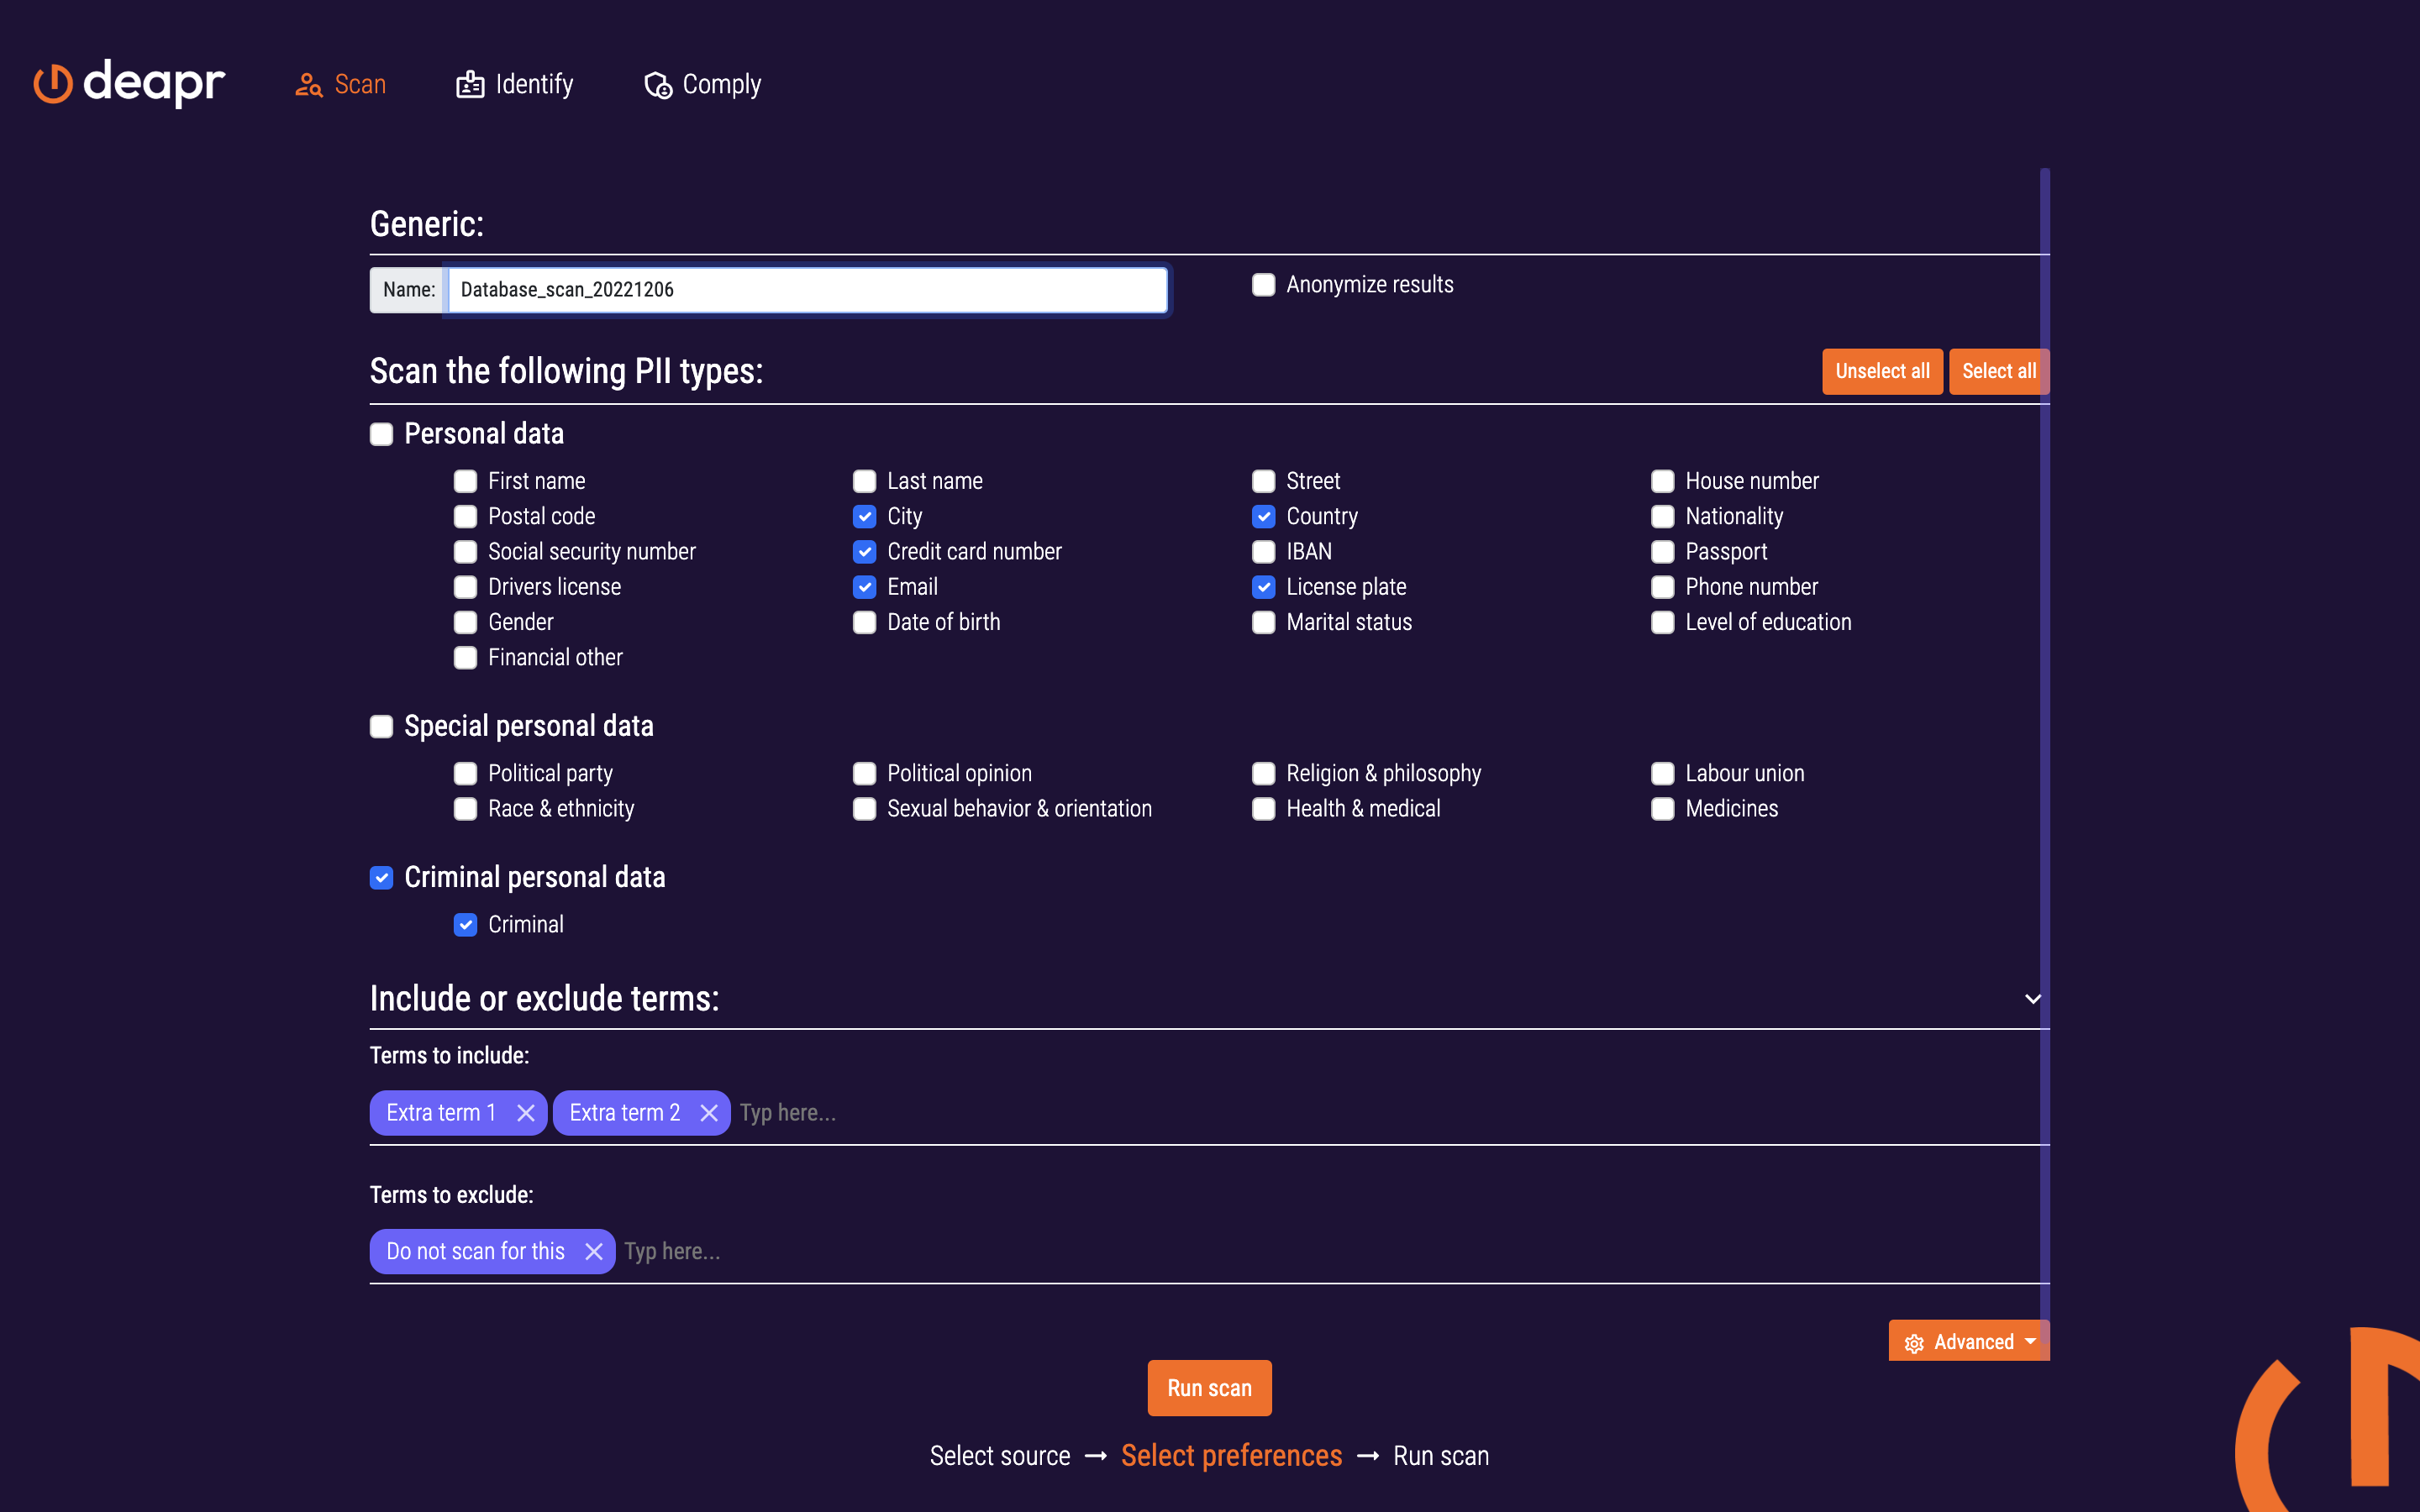 deapr Scan Identify Comply
Generic:
Name: Database_scan_20221206 Anonymize results
Scan the following PII types: Unselect all Select all
Personal data
First name Last name Street House number
Postal code City Country Nationality
Social security number Credit card number IBAN Passport
Drivers license Email License plate Phone number
Gender Date of birth Marital status Level of education
Financial other
Special personal data
Political party Political opinion Religion & philosophy Labour union
Race & ethnicity Sexual behavior & orientation Health & medical Medicines
Criminal personal data
Criminal
Include or exclude terms:
Terms to include:
Extra term 1 Extra term 2 Typ here...
Terms to exclude:
Do not scan for this Typ here...
Advanced
Run scan
Select source → Select preferences → Run scan